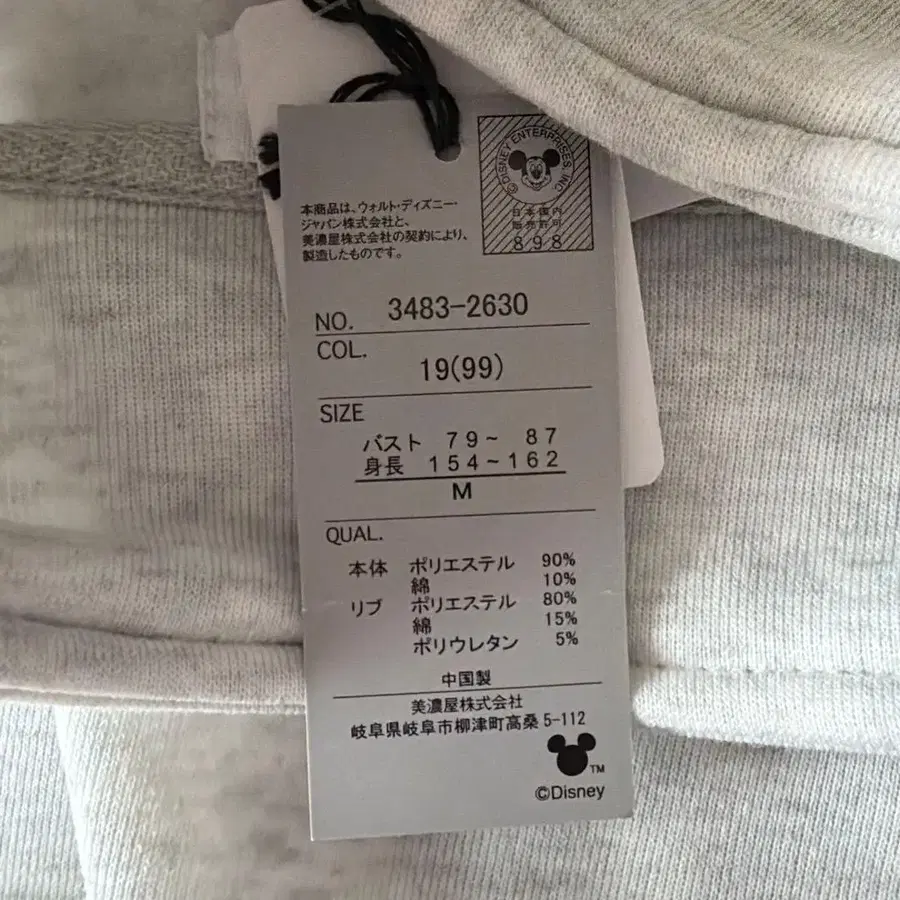 ©DISNEY ENTERPRISES, INC.
日本国内
販売許可
898
本商品は、ウォルト・ディズニー・
ジャパン株式会社と、
美濃屋株式会社の契約により、
製造したものです。
NO. 3483-2630
COL.
19(99)
SIZE
バスト 79~ 87
身長 154~162
M
QUAL.
本体 ポリエステル 90%
綿 10%
リブ ポリエステル 80%
綿 15%
ポリウレタン 5%
中国製
美濃屋株式会社
岐阜県岐阜市柳津町高桑 5-112
TM
©Disney